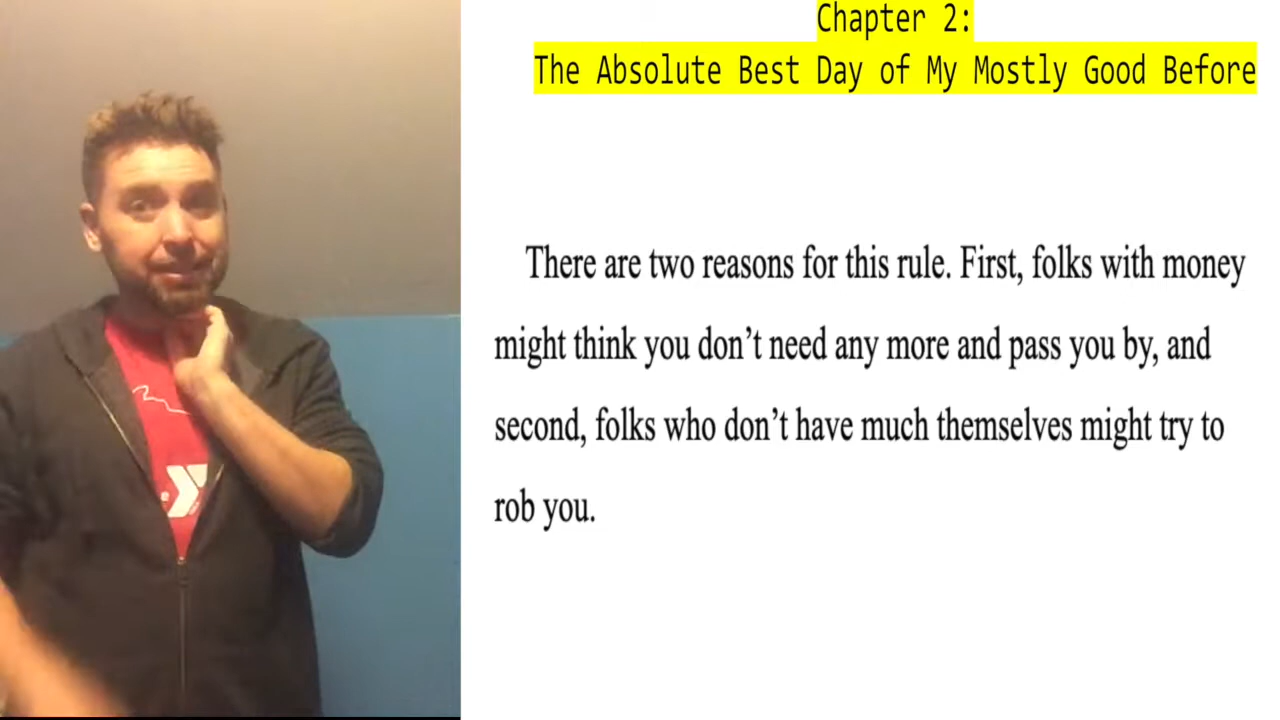 Chapter 2:
The Absolute Best Day of My Mostly Good Before
There are two reasons for this rule. First, folks with money
might think you don’t need any more and pass you by, and
second, folks who don’t have much themselves might try to
rob you.